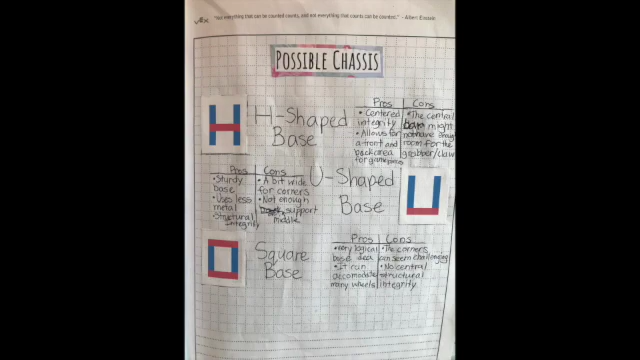 vex "Not everything that can be counted counts, and not everything that counts can be counted." - Albert Einstein
POSSIBLE CHASSIS
H-Shaped
Base
Pros
• Centered
integrity
• Allows for
a front and
back area
for game pieces
Cons
• The central
might
not have enough
room for the
grabber/claw
Pros
• Sturdy
base
• Uses less
metal
• Structural
integrity
Cons
• A bit wide
for corners
• Not enough
support
middle
U-Shaped
Base
Square
Base
Pros
• Very logical
base idea
• It can
accomodate
many wheels
Cons
• The corners
can seem challenging
• No central
structural
integrity